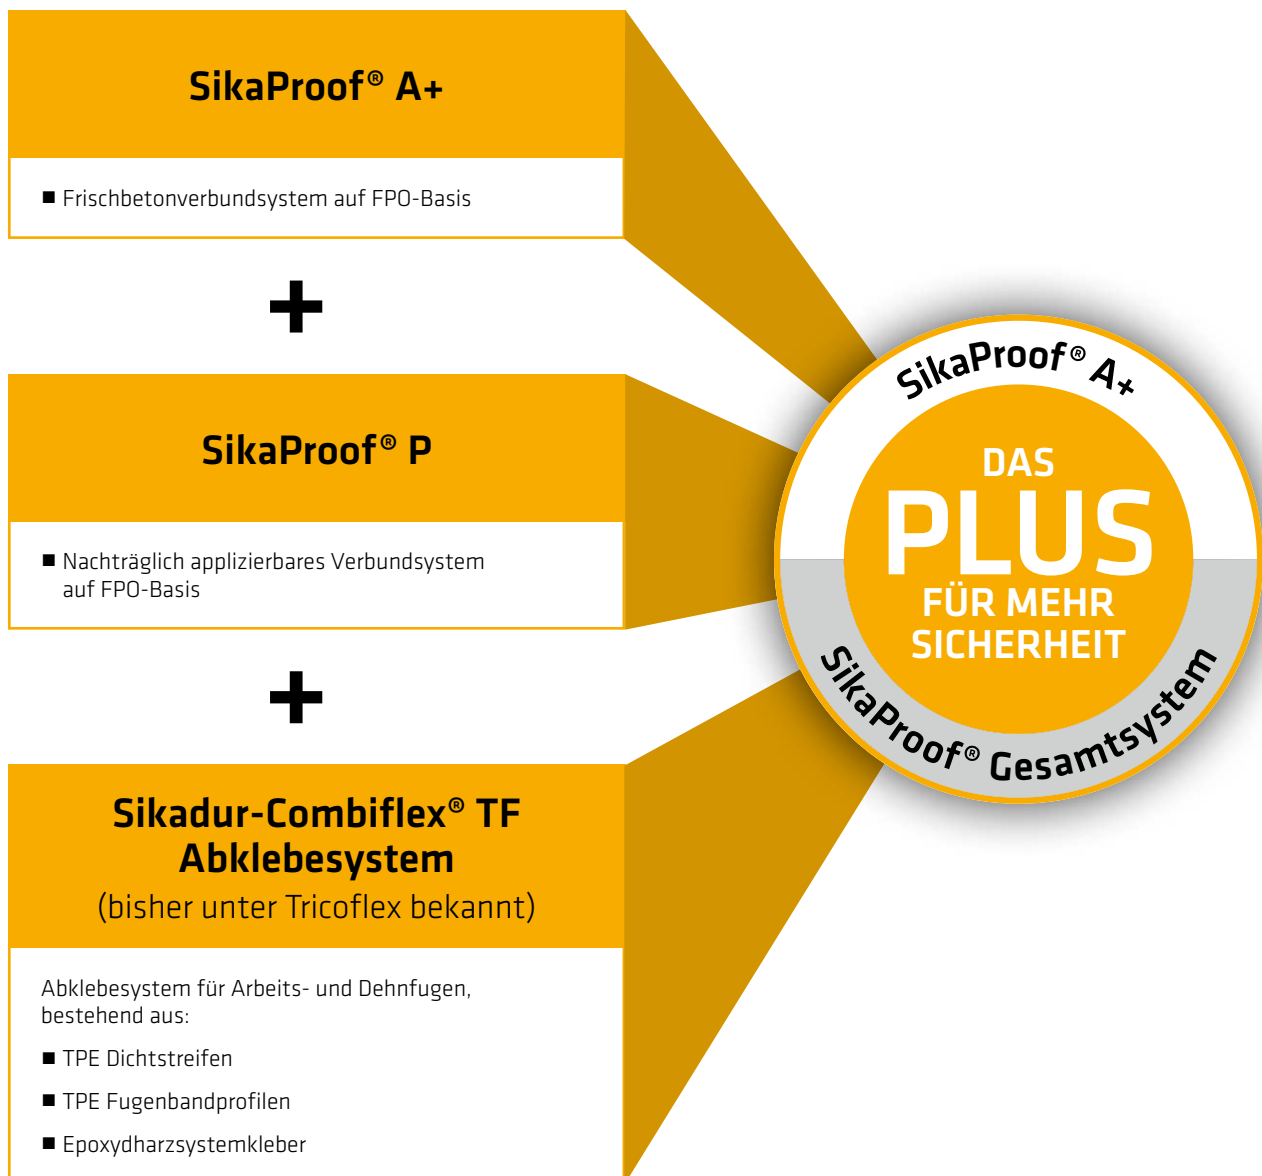 SikaProof® A+
■ Frischbetonverbundsystem auf FPO-Basis
+
SikaProof® P
■ Nachträglich applizierbares Verbundsystem
auf FPO-Basis
+
Sikadur-Combiflex® TF
Abklebesystem
(bisher unter Tricoflex bekannt)
Abklebesystem für Arbeits- und Dehnfugen,
bestehend aus:
■ TPE Dichtstreifen
■ TPE Fugenbandprofilen
■ Epoxydharzsystemkleber
SikaProof® A+
DAS
PLUS
FÜR MEHR
SICHERHEIT
SikaProof® Gesamtsystem